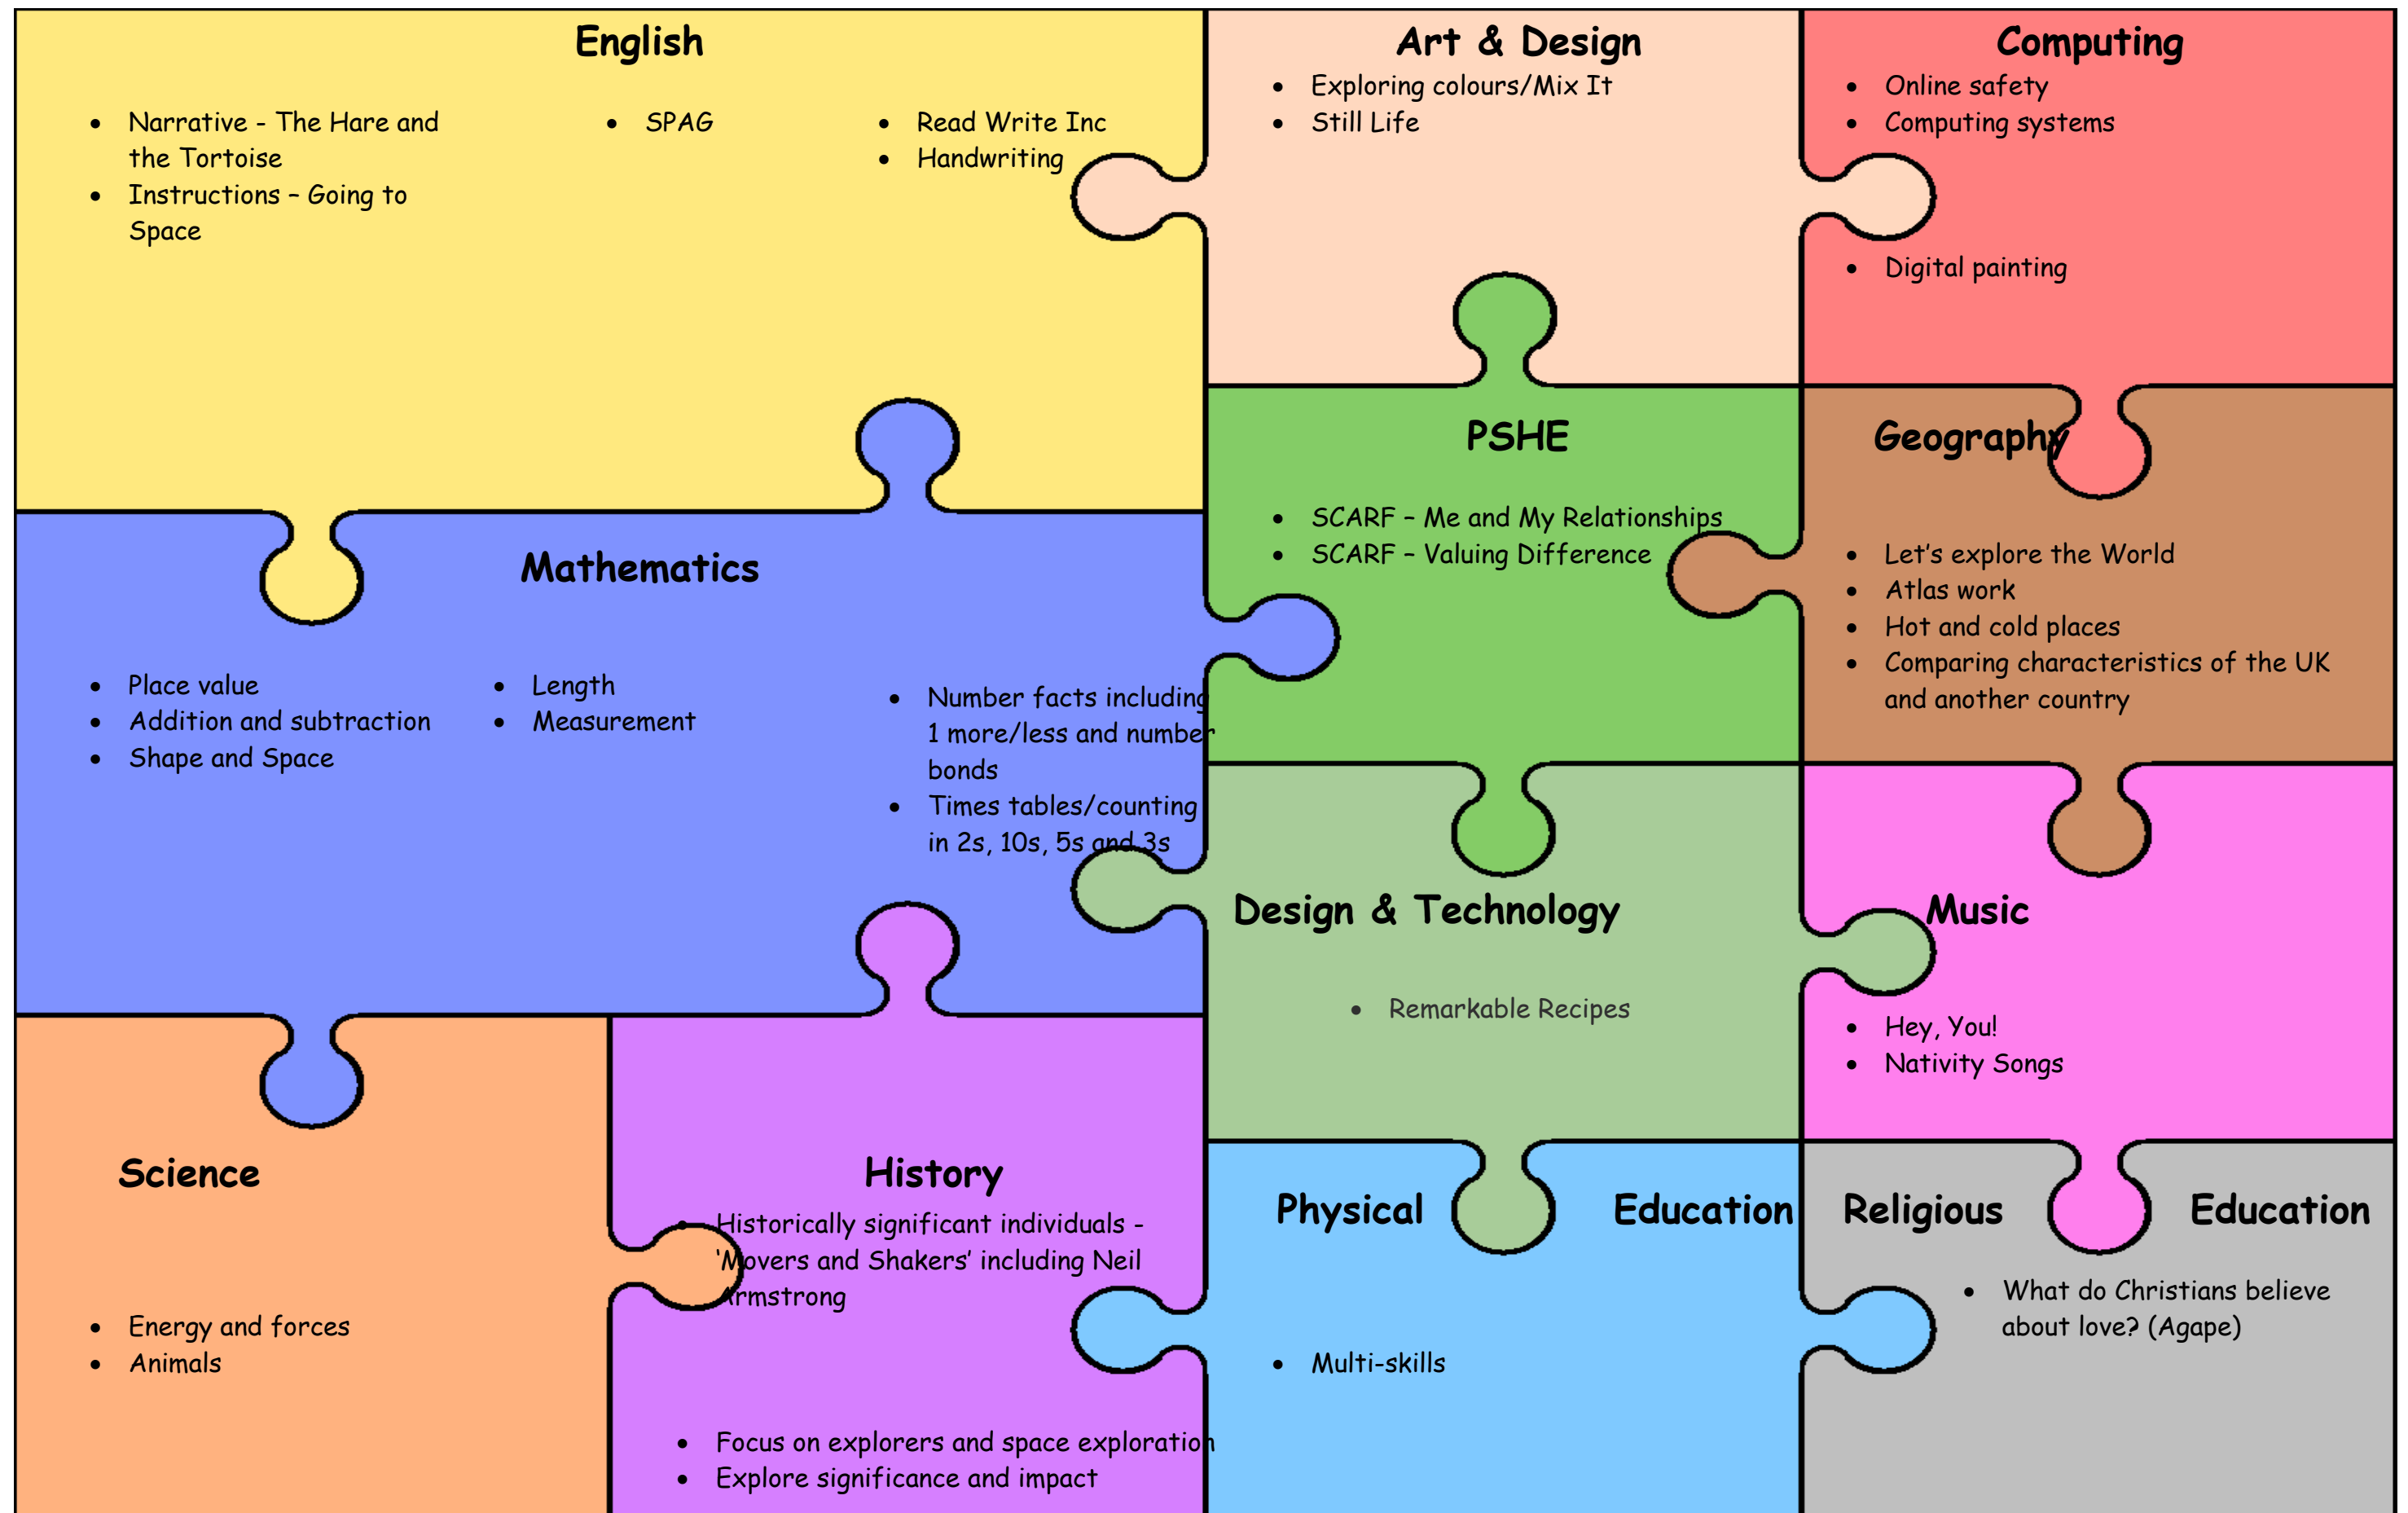 English
Narrative - The Hare and
the Tortoise
Instructions – Going to
Space
SPAG
Read Write Inc
Handwriting
Art & Design
Exploring colours/Mix It
Still Life
Computing
Online safety
Computing systems
Digital painting
Mathematics
Place value
Addition and subtraction
Shape and Space
Length
Measurement
Number facts including
1 more/less and number
bonds
Times tables/counting
in 2s, 10s, 5s and 3s
PSHE
SCARF – Me and My Relationships
SCARF – Valuing Difference
Geography
Let's explore the World
Atlas work
Hot and cold places
Comparing characteristics of the UK
and another country
Design & Technology
Remarkable Recipes
Music
Hey, You!
Nativity Songs
Science
Energy and forces
Animals
History
Historically significant individuals -
‘Movers and Shakers’ including Neil
Armstrong
Focus on explorers and space exploration
Explore significance and impact
Physical Education
Multi-skills
Religious Education
What do Christians believe
about love? (Agape)